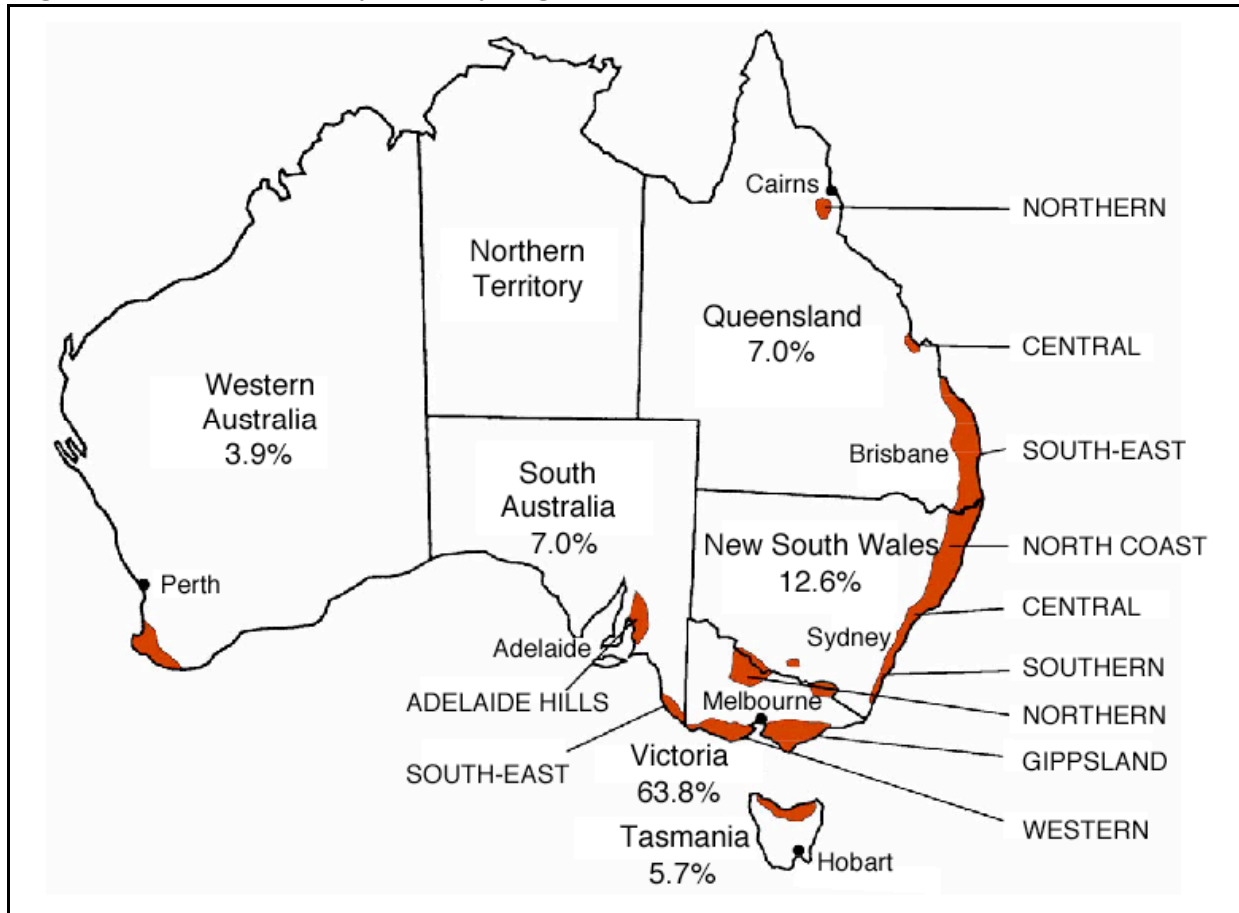 Cairns
NORTHERN
Northern
Territory
Queensland
7.0%
CENTRAL
Western
Australia
3.9%
Brisbane
SOUTH-EAST
South
Australia
7.0%
New South Wales
12.6%
NORTH COAST
Perth
CENTRAL
Sydney
Adelaide
SOUTHERN
ADELAIDE HILLS
Melbourne
NORTHERN
SOUTH-EAST
Victoria
63.8%
GIPPSLAND
Tasmania
5.7%
WESTERN
Hobart